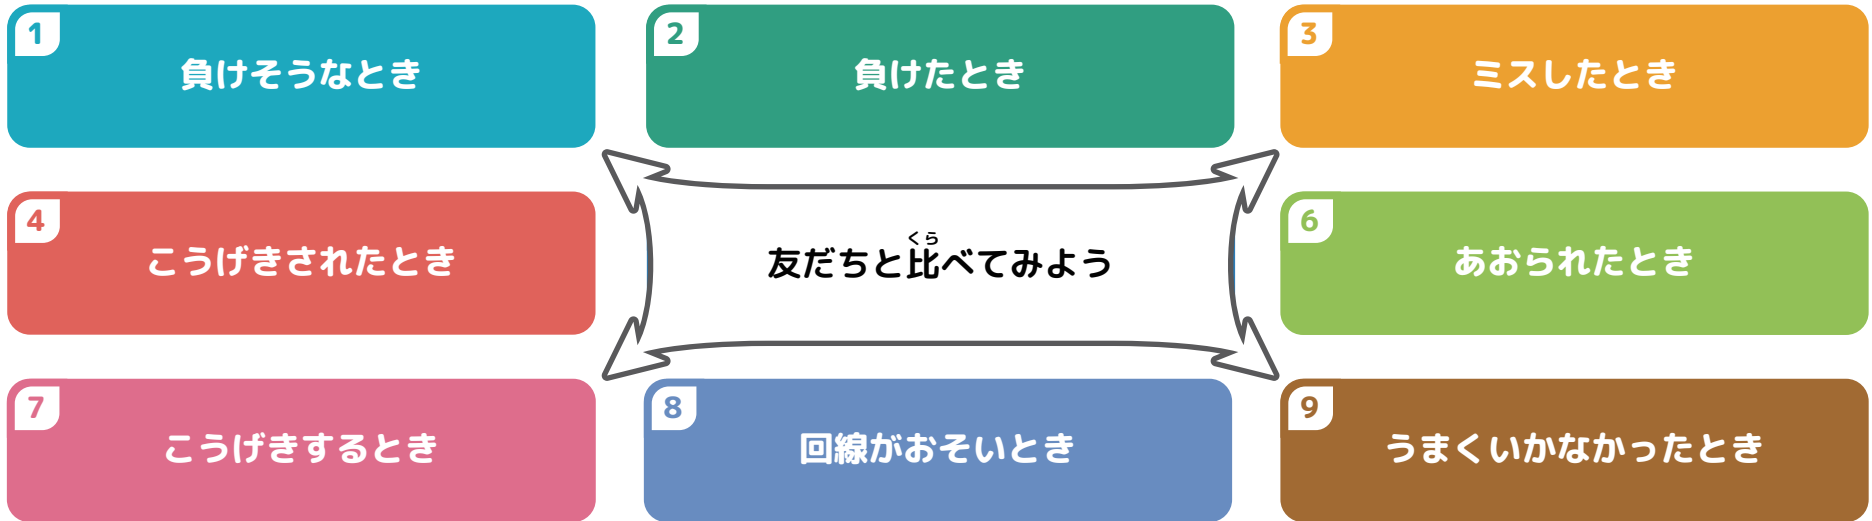 1
負けそうなとき
2
負けたとき
3
ミスしたとき
4
こうげきされたとき
くら
友だちと比べてみよう
6
あおられたとき
7
こうげきするとき
8
回線がおそいとき
9
うまくいかなかったとき